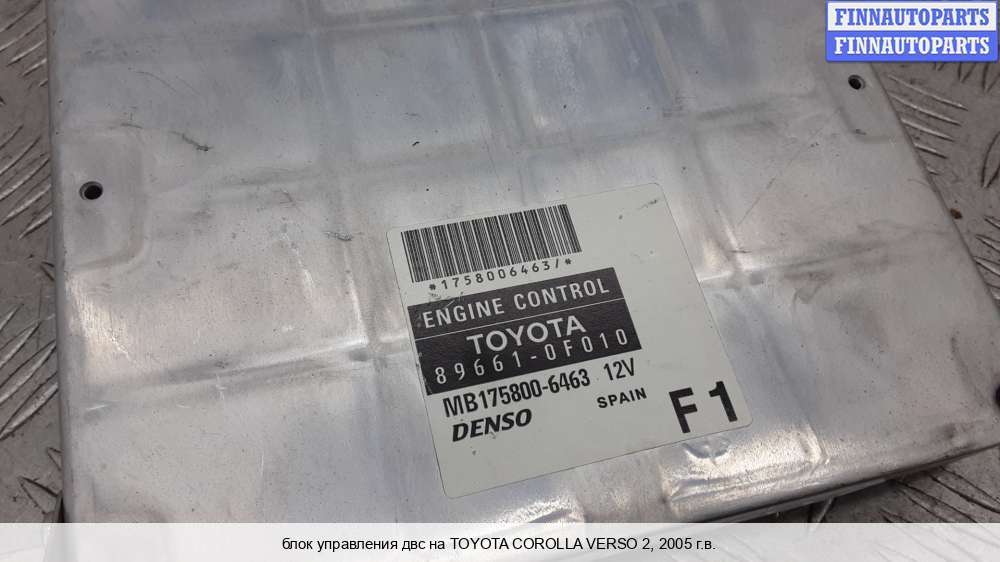 FINNAUTOPARTS
FINNAUTOPARTS
*1758006463/*
ENGINE CONTROL
TOYOTA
89661-0F010
MB175800-6463 12V
DENSO SPAIN F1
блок управления двс на TOYOTA COROLLA VERSO 2, 2005 г.в.